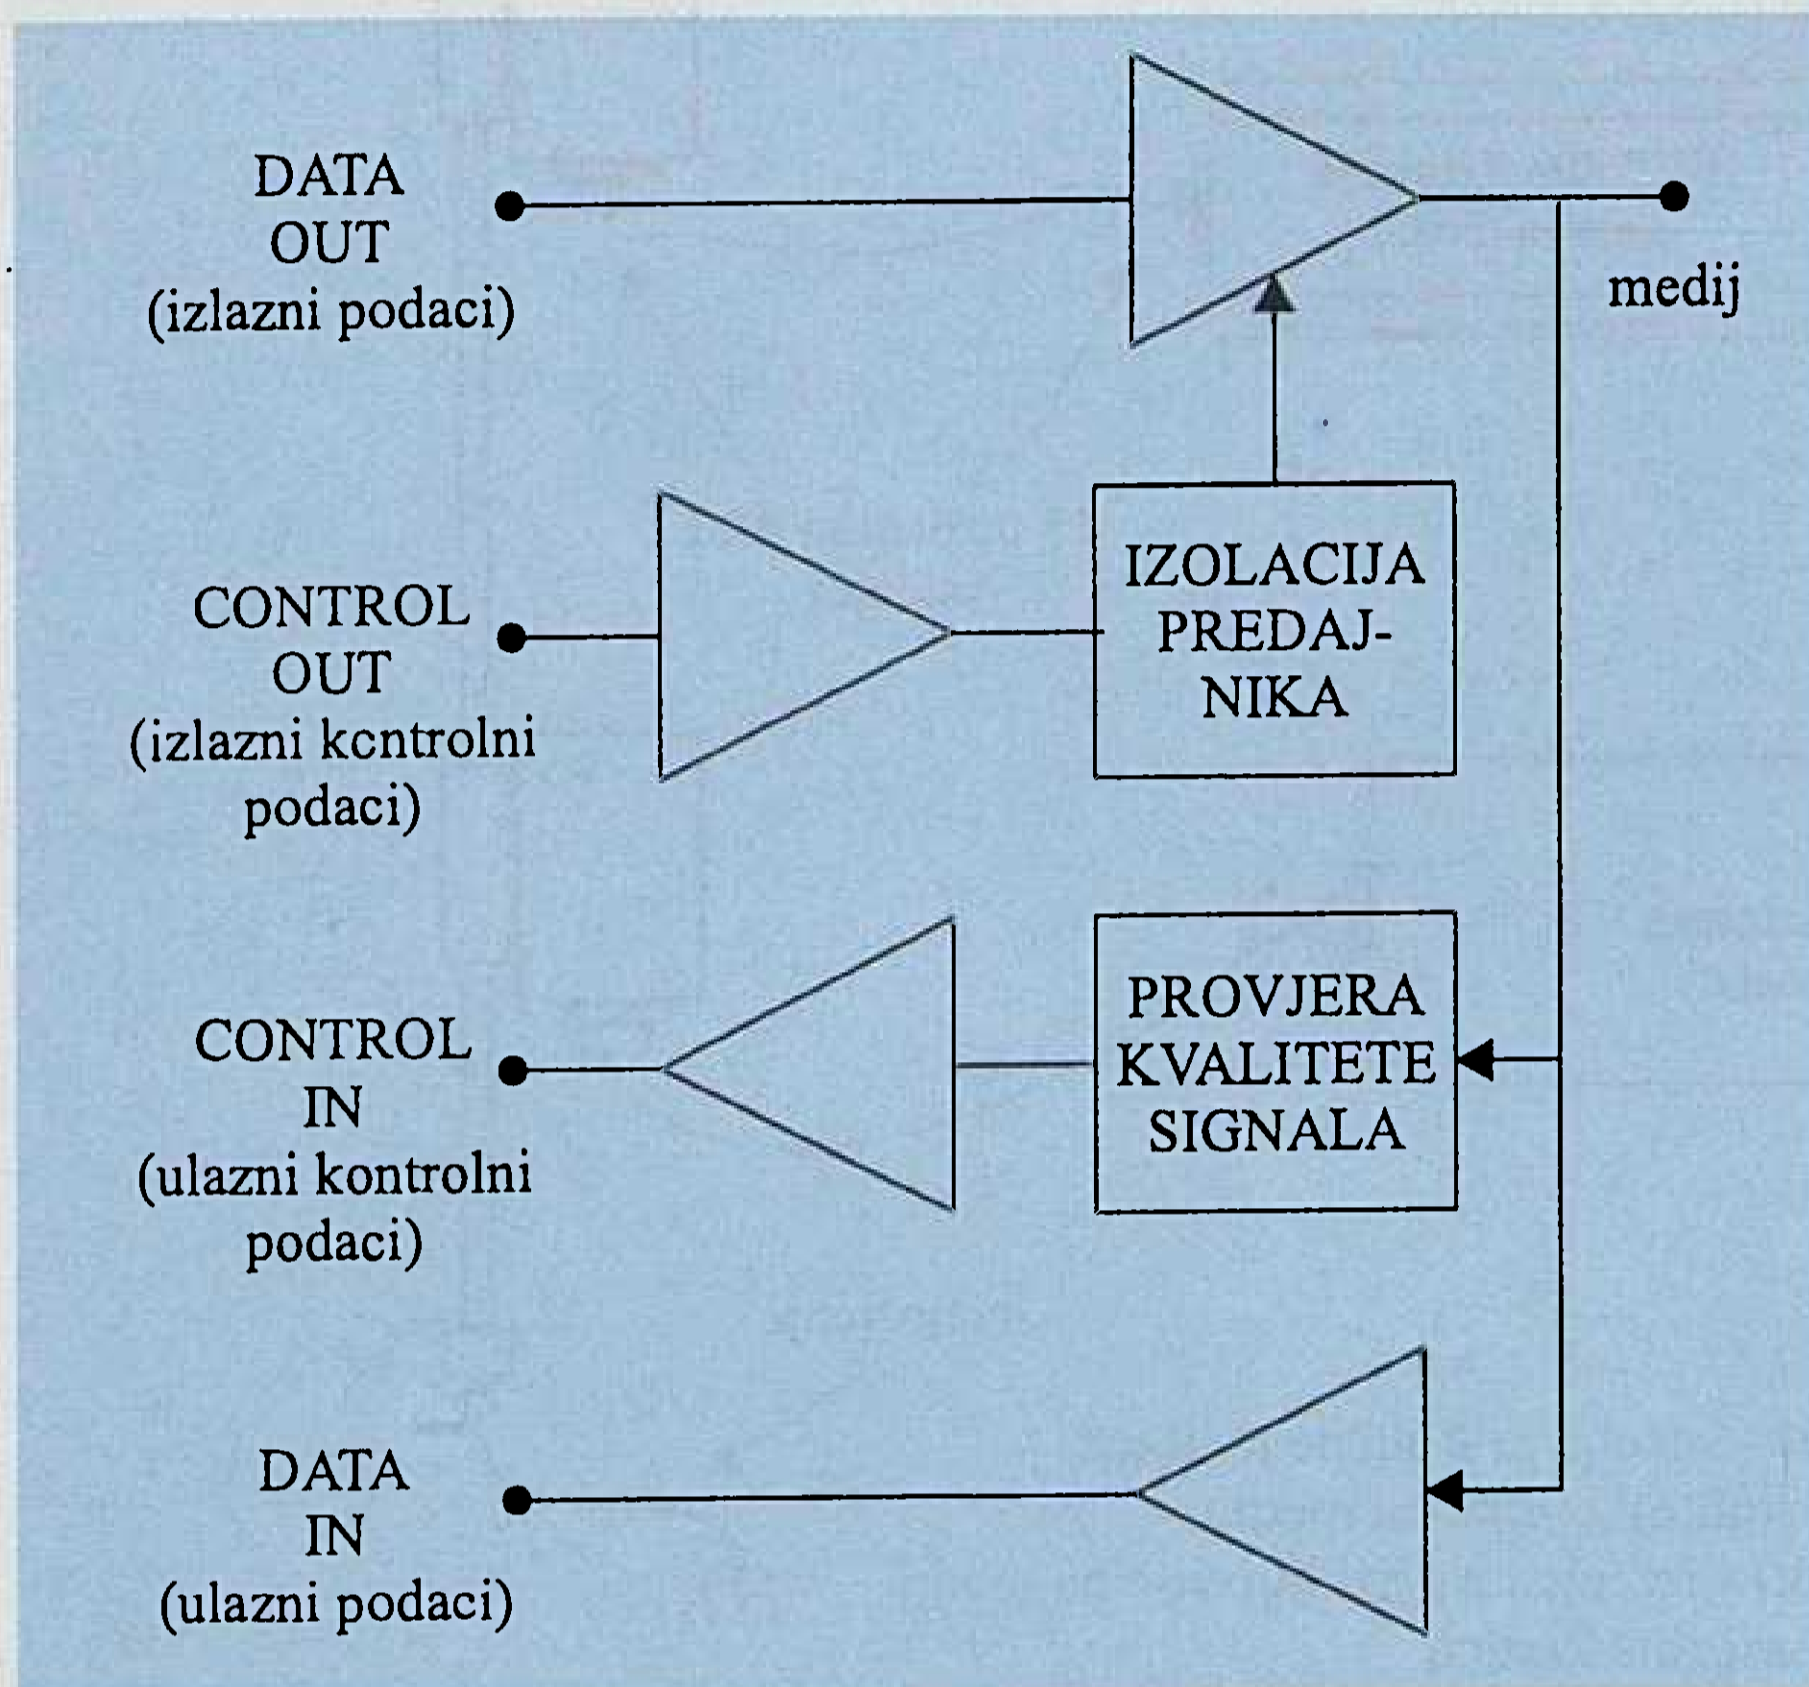 DATA
OUT
(izlazni podaci)
medij
CONTROL
OUT
(izlazni kcntrolni
podaci)
IZOLACIJA
PREDAJ-
NIKA
CONTROL
IN
(ulazni kontrolni
podaci)
PROVJERA
KVALITETE
SIGNALA
DATA
IN
(ulazni podaci)